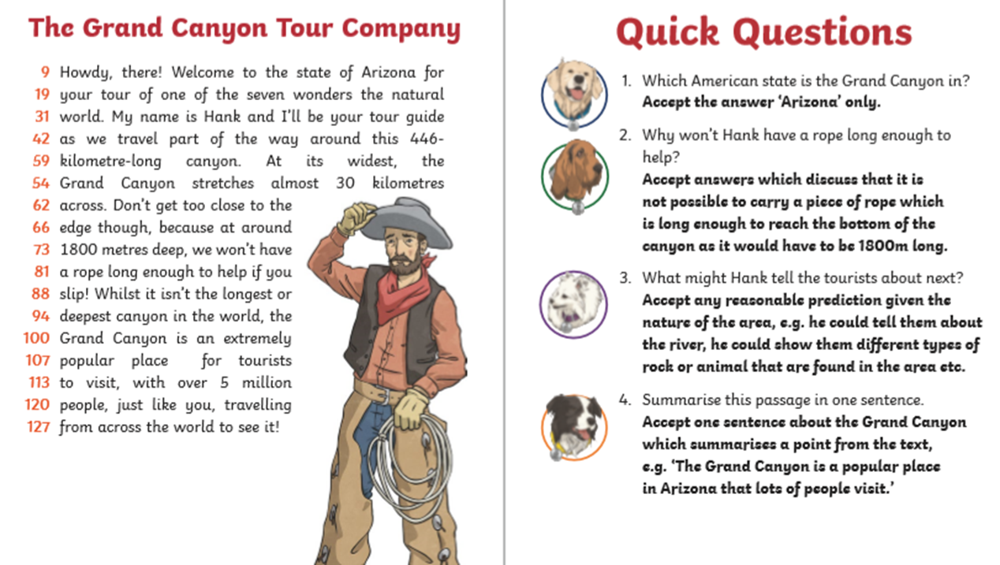 The Grand Canyon Tour Company
9 Howdy, there! Welcome to the state of Arizona for
19 your tour of one of the seven wonders the natural
31 world. My name is Hank and I'll be your tour guide
42 as we travel part of the way around this 446-
59 kilometre-long canyon. At its widest, the
54 Grand Canyon stretches almost 30 kilometres
62 across. Don't get too close to the
66 edge though, because at around
73 1800 metres deep, we won't have
81 a rope long enough to help if you
88 slip! Whilst it isn't the longest or
94 deepest canyon in the world, the
100 Grand Canyon is an extremely
107 popular place for tourists
113 to visit, with over 5 million
120 people, just like you, travelling
127 from across the world to see it!
Quick Questions
1. Which American state is the Grand Canyon in?
Accept the answer ‘Arizona’ only.
2. Why won't Hank have a rope long enough to
help?
Accept answers which discuss that it is
not possible to carry a piece of rope which
is long enough to reach the bottom of the
canyon as it would have to be 1800m long.
3. What might Hank tell the tourists about next?
Accept any reasonable prediction given the
nature of the area, e.g. he could tell them about
the river, he could show them different types of
rock or animal that are found in the area etc.
4. Summarise this passage in one sentence.
Accept one sentence about the Grand Canyon
which summarises a point from the text,
e.g. ‘The Grand Canyon is a popular place
in Arizona that lots of people visit.’